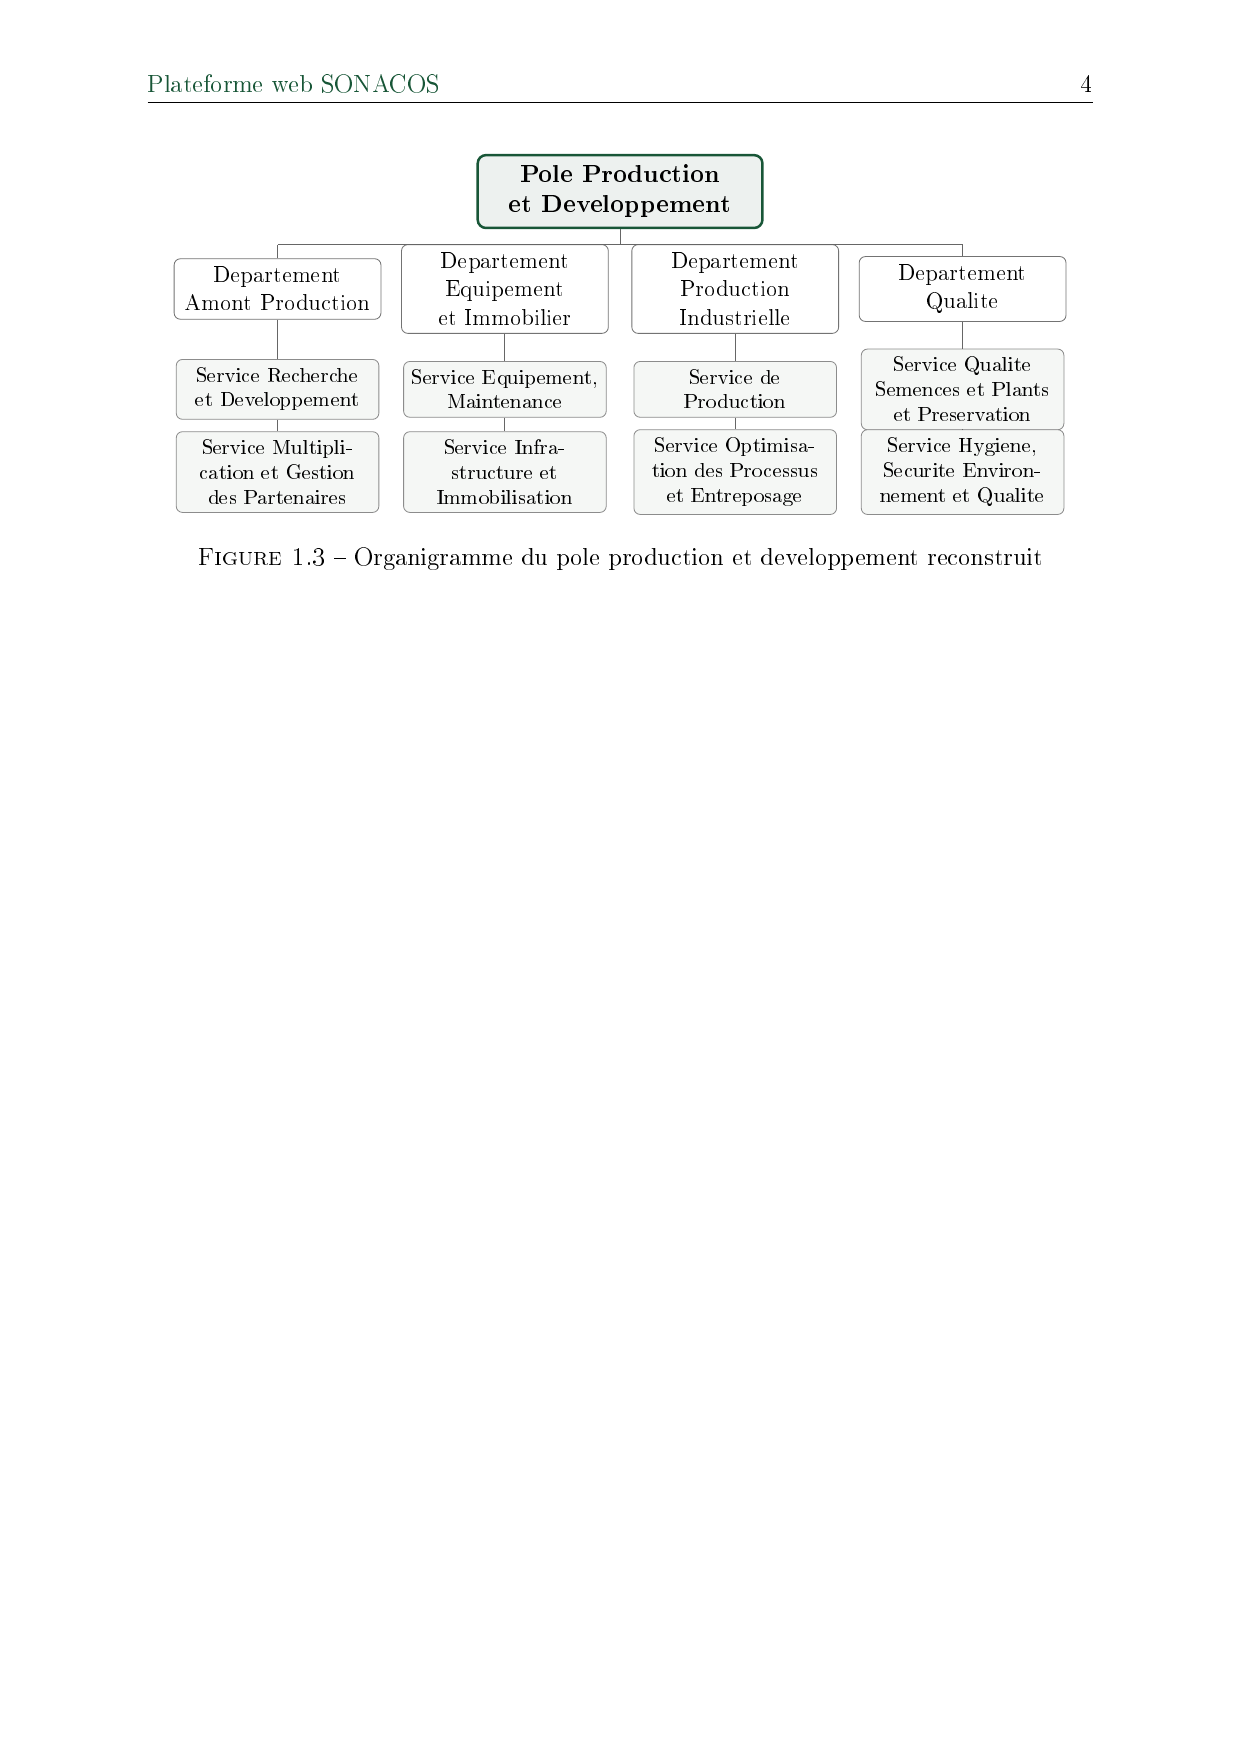 Plateforme web SONACOS 4
Pole Production
et Developpement
Departement
Amont Production
Departement
Equipement
et Immobilier
Departement
Production
Industrielle
Departement
Qualite
Service Recherche
et Developpement
Service Equipement,
Maintenance
Service de
Production
Service Qualite
Semences et Plants
et Preservation
Service Multipli-
cation et Gestion
des Partenaires
Service Infra-
structure et
Immobilisation
Service Optimisa-
tion des Processus
et Entreposage
Service Hygiene,
Securite Environ-
nement et Qualite
FIGURE 1.3 – Organigramme du pole production et developpement reconstruit